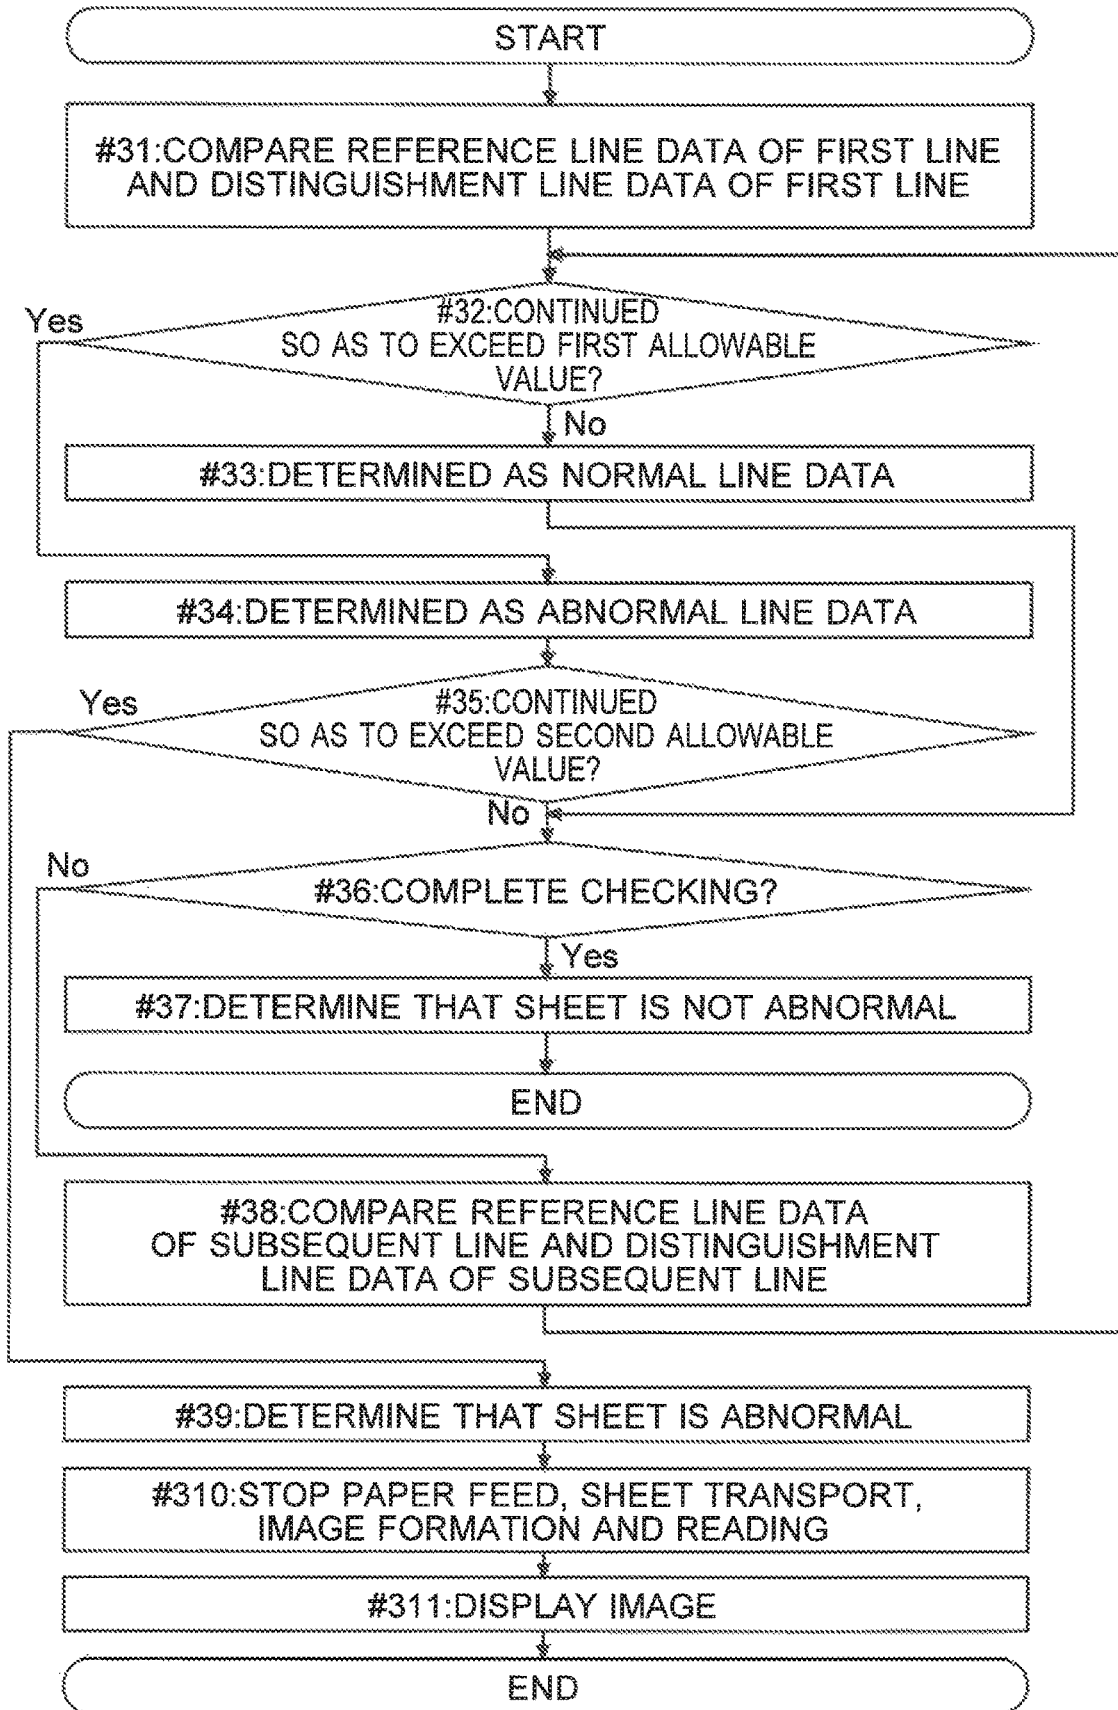 START
#31:COMPARE REFERENCE LINE DATA OF FIRST LINE
AND DISTINGUISHMENT LINE DATA OF FIRST LINE
#32:CONTINUED
SO AS TO EXCEED FIRST ALLOWABLE
VALUE?
Yes
No
#33:DETERMINED AS NORMAL LINE DATA
#34:DETERMINED AS ABNORMAL LINE DATA
#35:CONTINUED
SO AS TO EXCEED SECOND ALLOWABLE
VALUE?
Yes
No
#36:COMPLETE CHECKING?
No
Yes
#37:DETERMINE THAT SHEET IS NOT ABNORMAL
END
#38:COMPARE REFERENCE LINE DATA
OF SUBSEQUENT LINE AND DISTINGUISHMENT
LINE DATA OF SUBSEQUENT LINE
#39:DETERMINE THAT SHEET IS ABNORMAL
#310:STOP PAPER FEED, SHEET TRANSPORT,
IMAGE FORMATION AND READING
#311:DISPLAY IMAGE
END